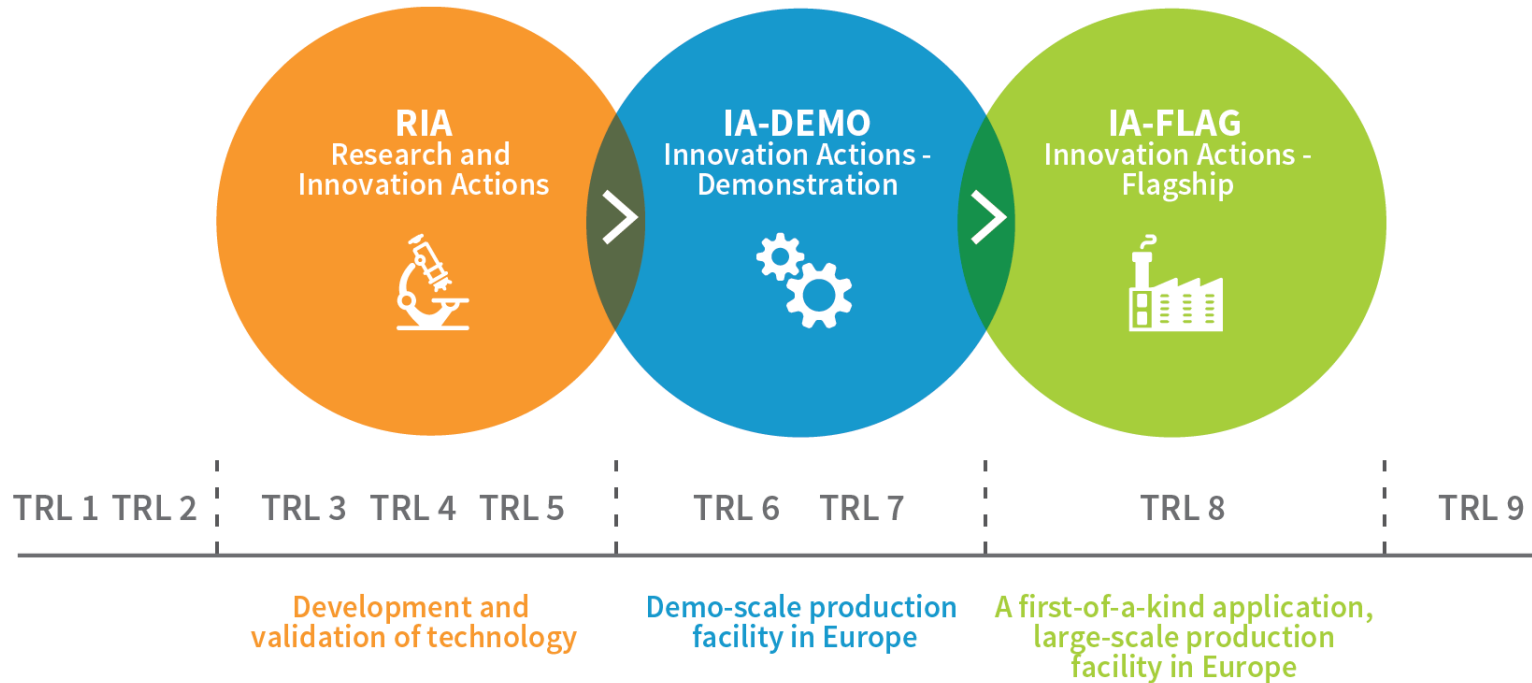 RIA
Research and
Innovation Actions
IA-DEMO
Innovation Actions -
Demonstration
IA-FLAG
Innovation Actions -
Flagship
TRL 1 TRL 2 TRL 3 TRL 4 TRL 5 TRL 6 TRL 7 TRL 8 TRL 9
Development and
validation of technology
Demo-scale production
facility in Europe
A first-of-a-kind application,
large-scale production
facility in Europe